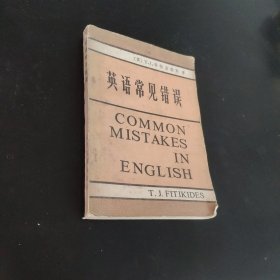 英语常见错误
COMMON
MISTAKES
IN
ENGLISH
T. J. FITIKIDES